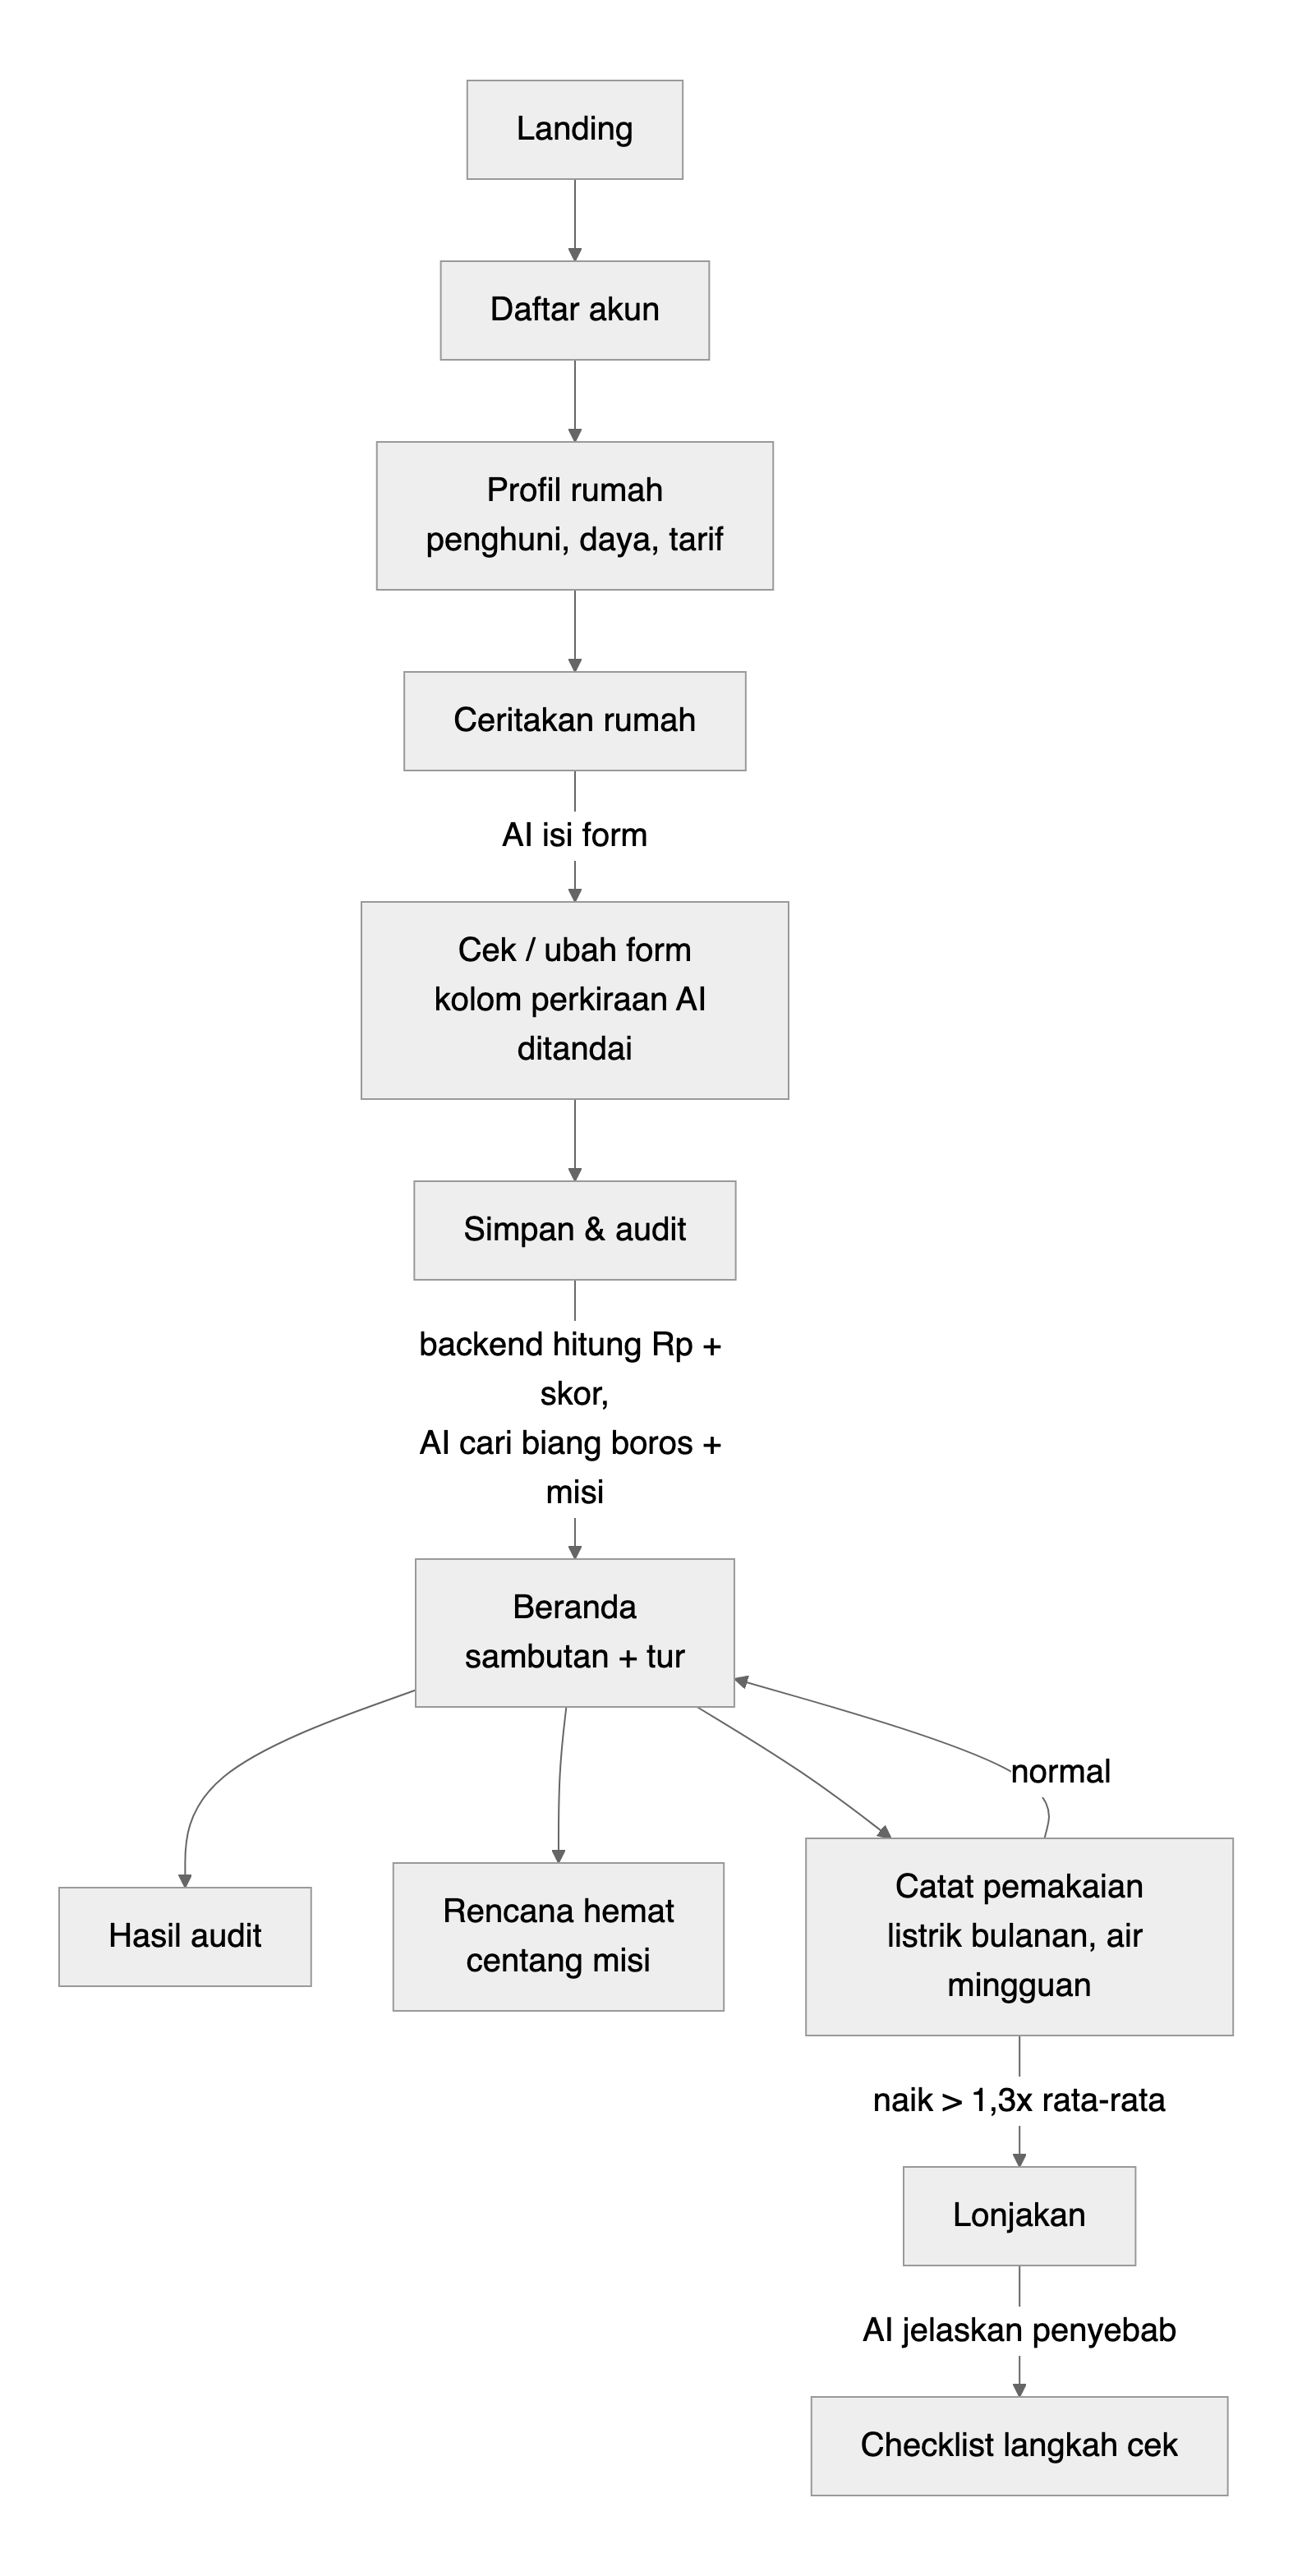 Landing
Daftar akun
Profil rumah
penghuni, daya, tarif
Ceritakan rumah
AI isi form
Cek / ubah form
kolom perkiraan AI
ditandai
Simpan & audit
backend hitung Rp +
skor,
AI cari biang boros +
misi
Beranda
sambutan + tur
normal
Hasil audit
Rencana hemat
centang misi
Catat pemakaian
listrik bulanan, air
mingguan
naik > 1,3x rata-rata
Lonjakan
AI jelaskan penyebab
Checklist langkah cek